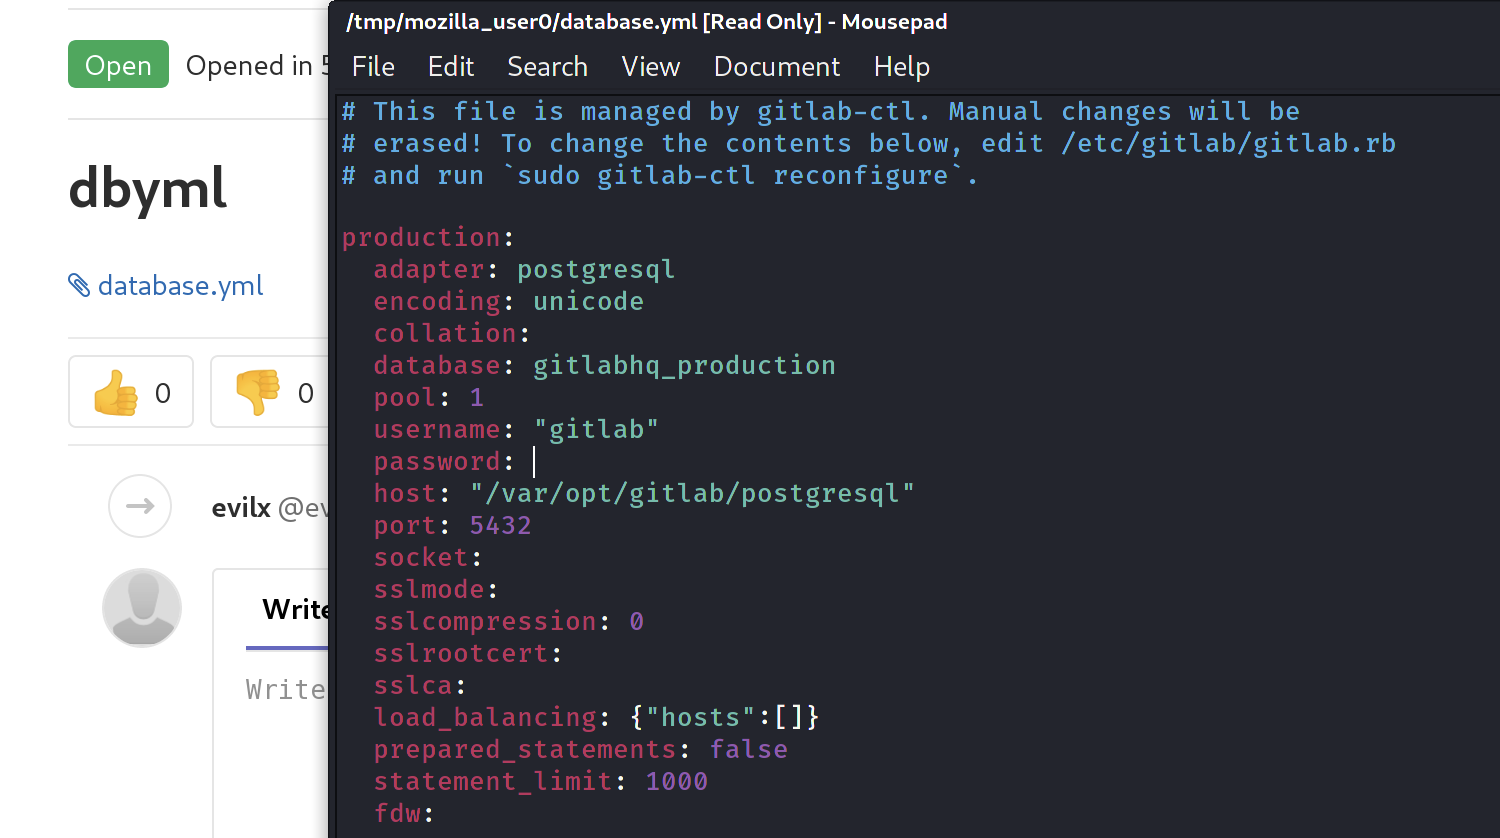 Open
Opened in 5
dbyml
database.yml
0
0
evilx @ev
Write
Write
/tmp/mozilla_user0/database.yml [Read Only] - Mousepad
File Edit Search View Document Help
# This file is managed by gitlab-ctl. Manual changes will be
# erased! To change the contents below, edit /etc/gitlab/gitlab.rb
# and run `sudo gitlab-ctl reconfigure`.
production:
adapter: postgresql
encoding: unicode
collation:
database: gitlabhq_production
pool: 1
username: "gitlab"
password:
host: "/var/opt/gitlab/postgresql"
port: 5432
socket:
sslmode:
sslcompression: 0
sslrootcert:
sslca:
load_balancing: {"hosts":[]}
prepared_statements: false
statement_limit: 1000
fdw: